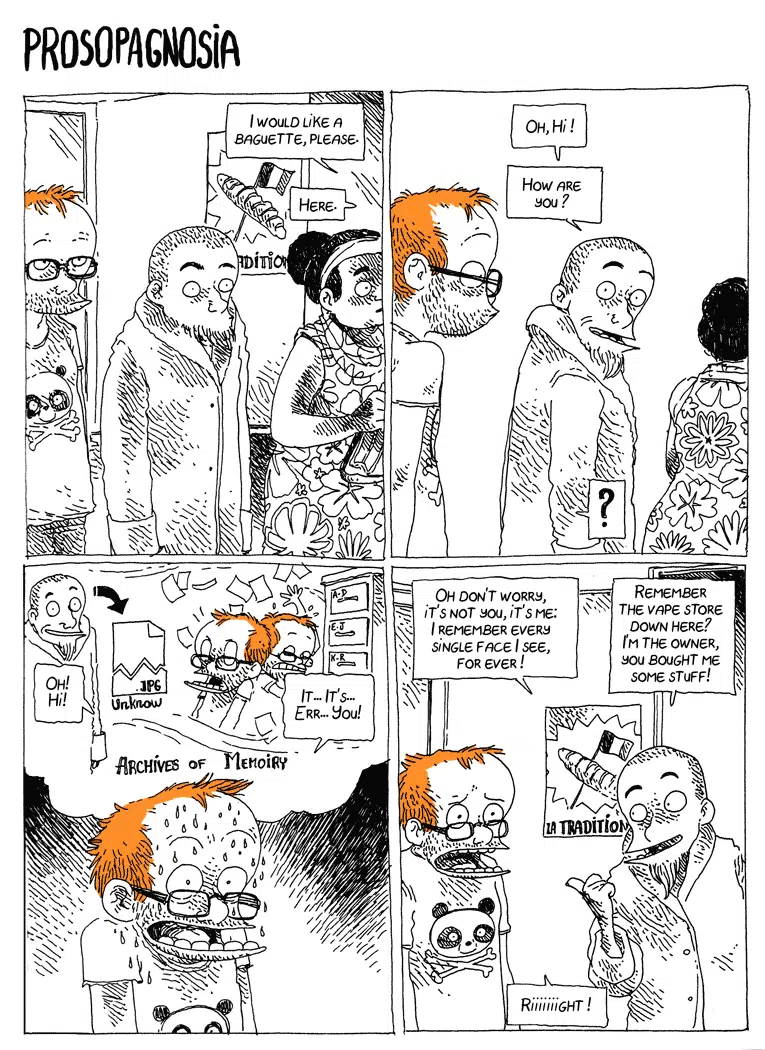 PROSOPAGNOSIA
I WOULD LIKE A
BAGUETTE, PLEASE.
HERE.
ADITION
OH, HI !
HOW ARE
YOU ?
?
OH!
HI!
.JPG
UNKNOW
A-D
E-J
K-R
IT... IT'S...
ERR... YOU!
ARCHIVES OF MEMOIRY
OH DON'T WORRY,
IT'S NOT YOU, IT'S ME:
I REMEMBER EVERY
SINGLE FACE I SEE,
FOR EVER !
REMEMBER
THE VAPE STORE
DOWN HERE?
I'M THE OWNER,
YOU BOUGHT ME
SOME STUFF!
LA TRADITION
RIIIIIIIGHT !